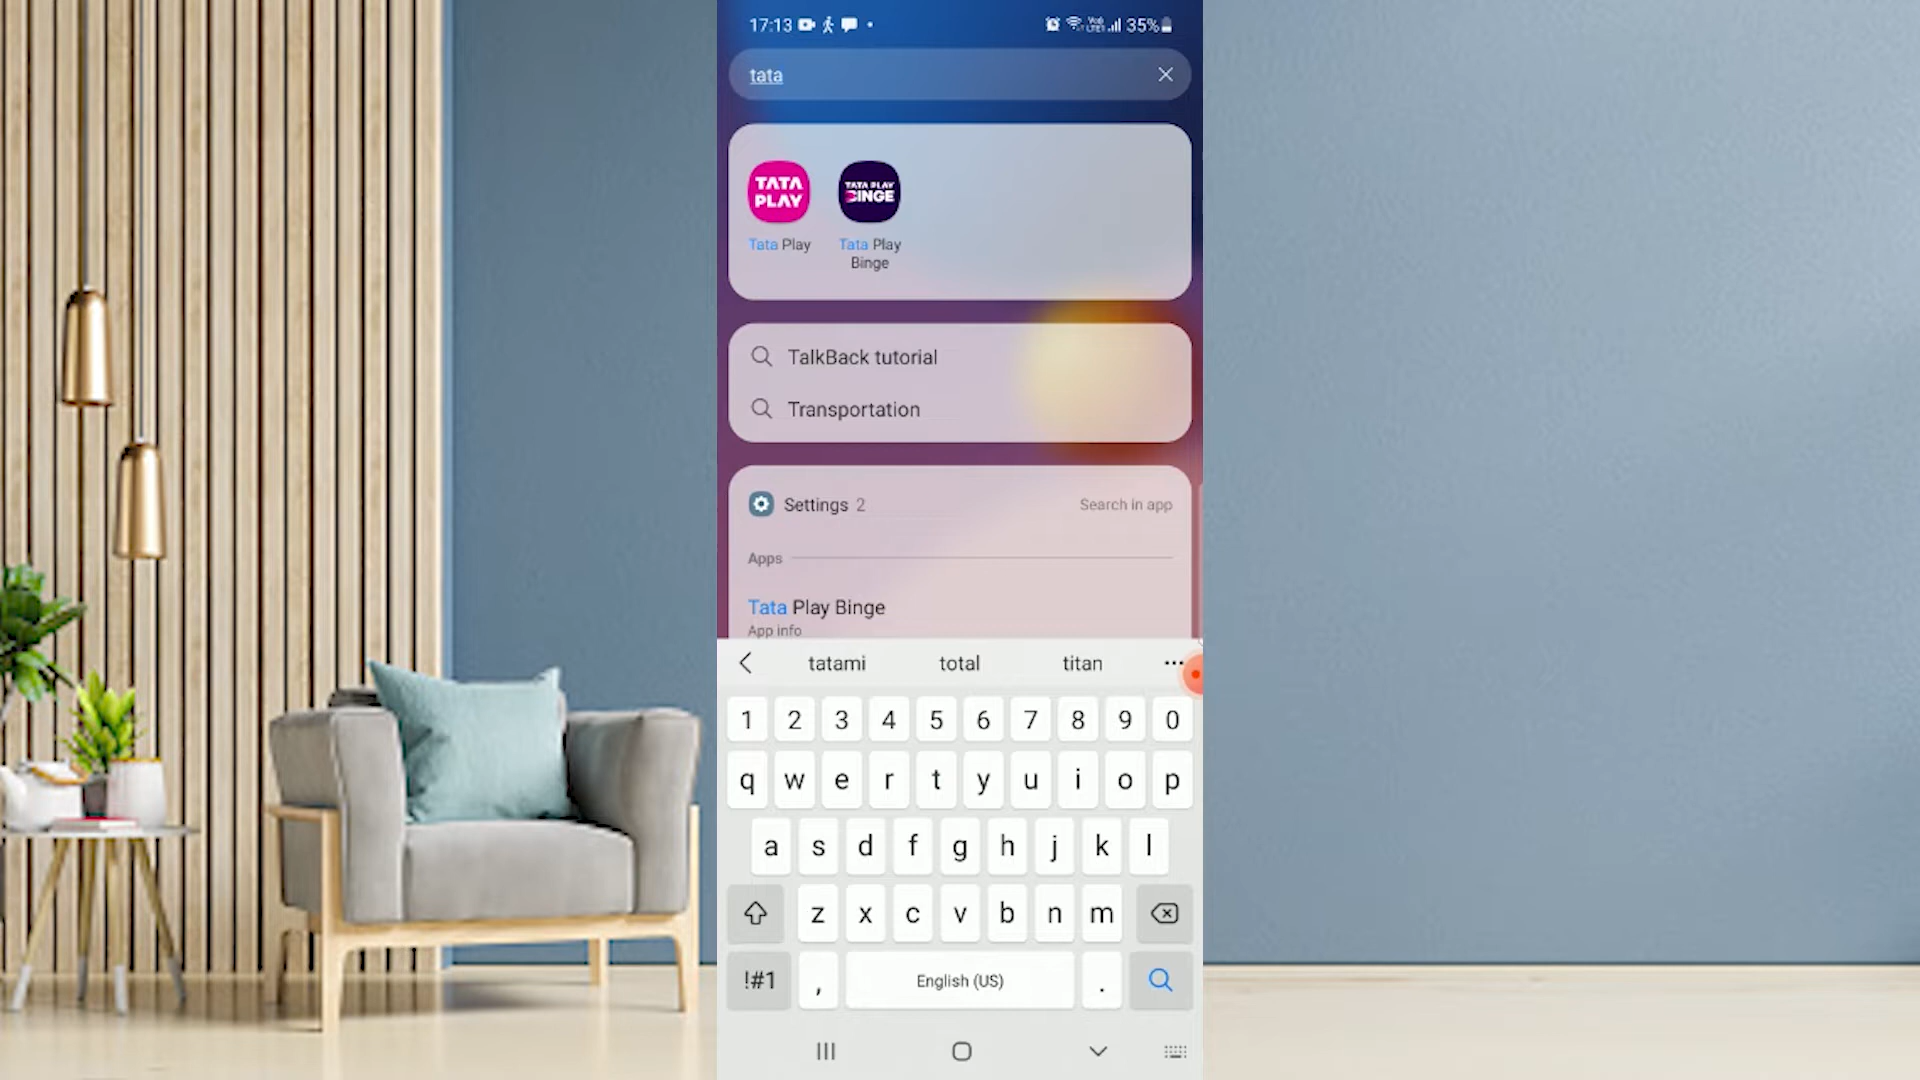 17:13 35%
tata
TATA PLAY
TATA PLAY BINGE
Tata Play
Tata Play
Binge
TalkBack tutorial
Transportation
Settings 2 Search in app
Apps
Tata Play Binge
App info
tatami total titan
1 2 3 4 5 6 7 8 9 0
q w e r t y u i o p
a s d f g h j k l
z x c v b n m
!#1 , English (US) .